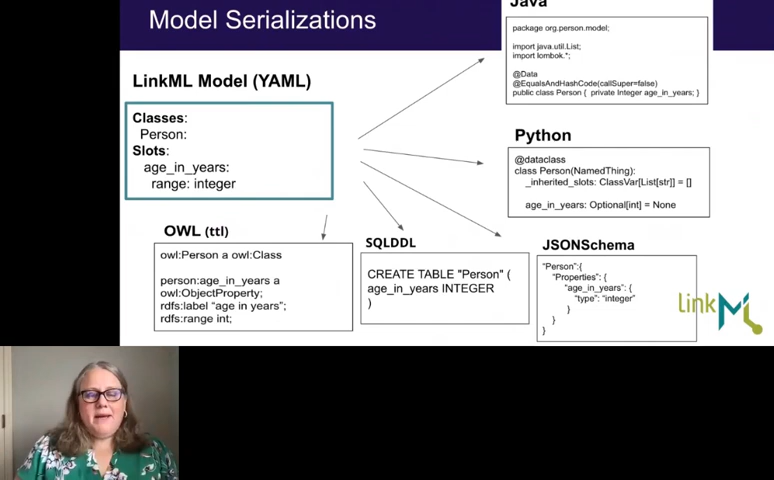 Model Serializations
LinkML Model (YAML)
Classes:
Person:
Slots:
age_in_years:
range: integer
Java
package org.person.model;
import java.util.List;
import lombok.*;
@Data
@EqualsAndHashCode(callSuper=false)
public class Person { private Integer age_in_years; }
Python
@dataclass
class Person(NamedThing):
_inherited_slots: ClassVar[List[str]] = []
age_in_years: Optional[int] = None
OWL (ttl)
owl:Person a owl:Class
person:age_in_years a
owl:ObjectProperty;
rdfs:label “age in years”;
rdfs:range int;
SQLDDL
CREATE TABLE "Person" (
age_in_years INTEGER
)
JSONSchema
“Person”:{
“Properties”: {
“age_in_years”: {
“type”: “integer”
}
}
}
linkML